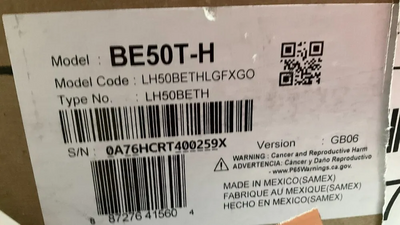 Model : BE50T-H
Model Code : LH50BETHLGFXGO
Type No. : LH50BETH
S/N : 0A76HCRT400259X
Version : GB06
WARNING : Cancer and Reproductive Harm
ADVERTENCIA : Cáncer y Daño Reproductivo
- www.P65Warnings.ca.gov.
MADE IN MEXICO(SAMEX)
FABRIQUE AU MEXIQUE(SAMEX)
HECHO EN MEXICO(SAMEX)
8 87276 41560 4